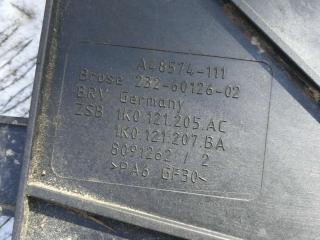 A48574-111
Brose 232-60126-02
BRV Germany
ZSB 1K0.121.205.AC
1K0.121.207.BA
8091262 / 2
>PA6 GF30<